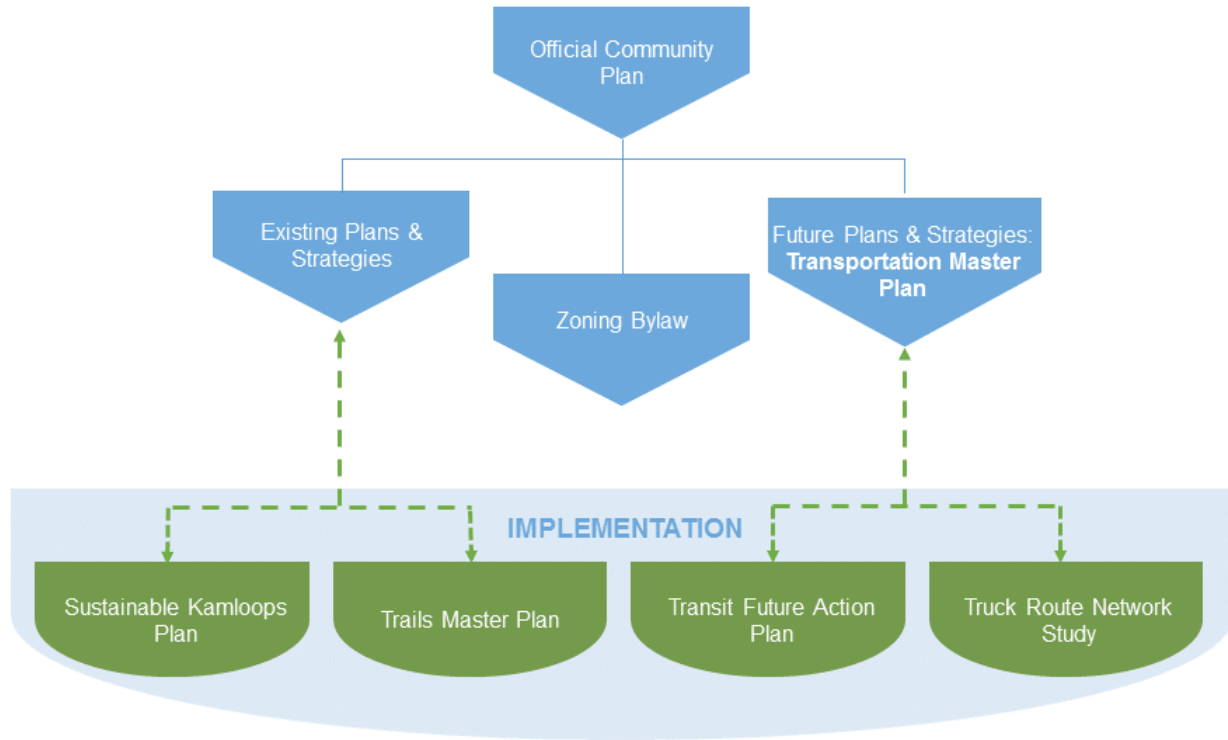 Official Community
Plan
Existing Plans &
Strategies
Zoning Bylaw
Future Plans & Strategies:
Transportation Master
Plan
IMPLEMENTATION
Sustainable Kamloops
Plan
Trails Master Plan
Transit Future Action
Plan
Truck Route Network
Study